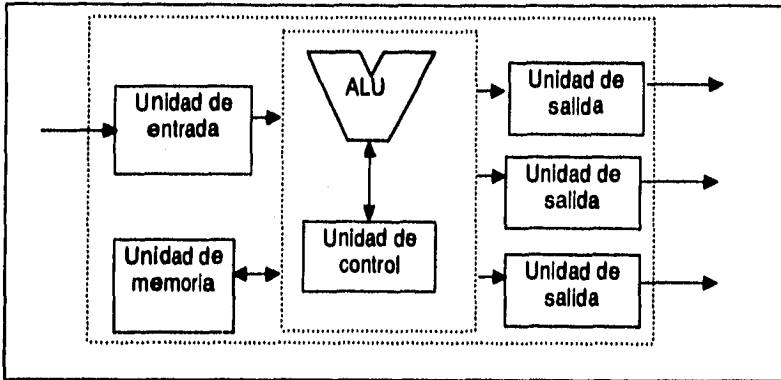 Unidad de
entrada
ALU
Unidad de
salida
Unidad de
salida
Unidad de
memoria
Unidad de
control
Unidad de
salida